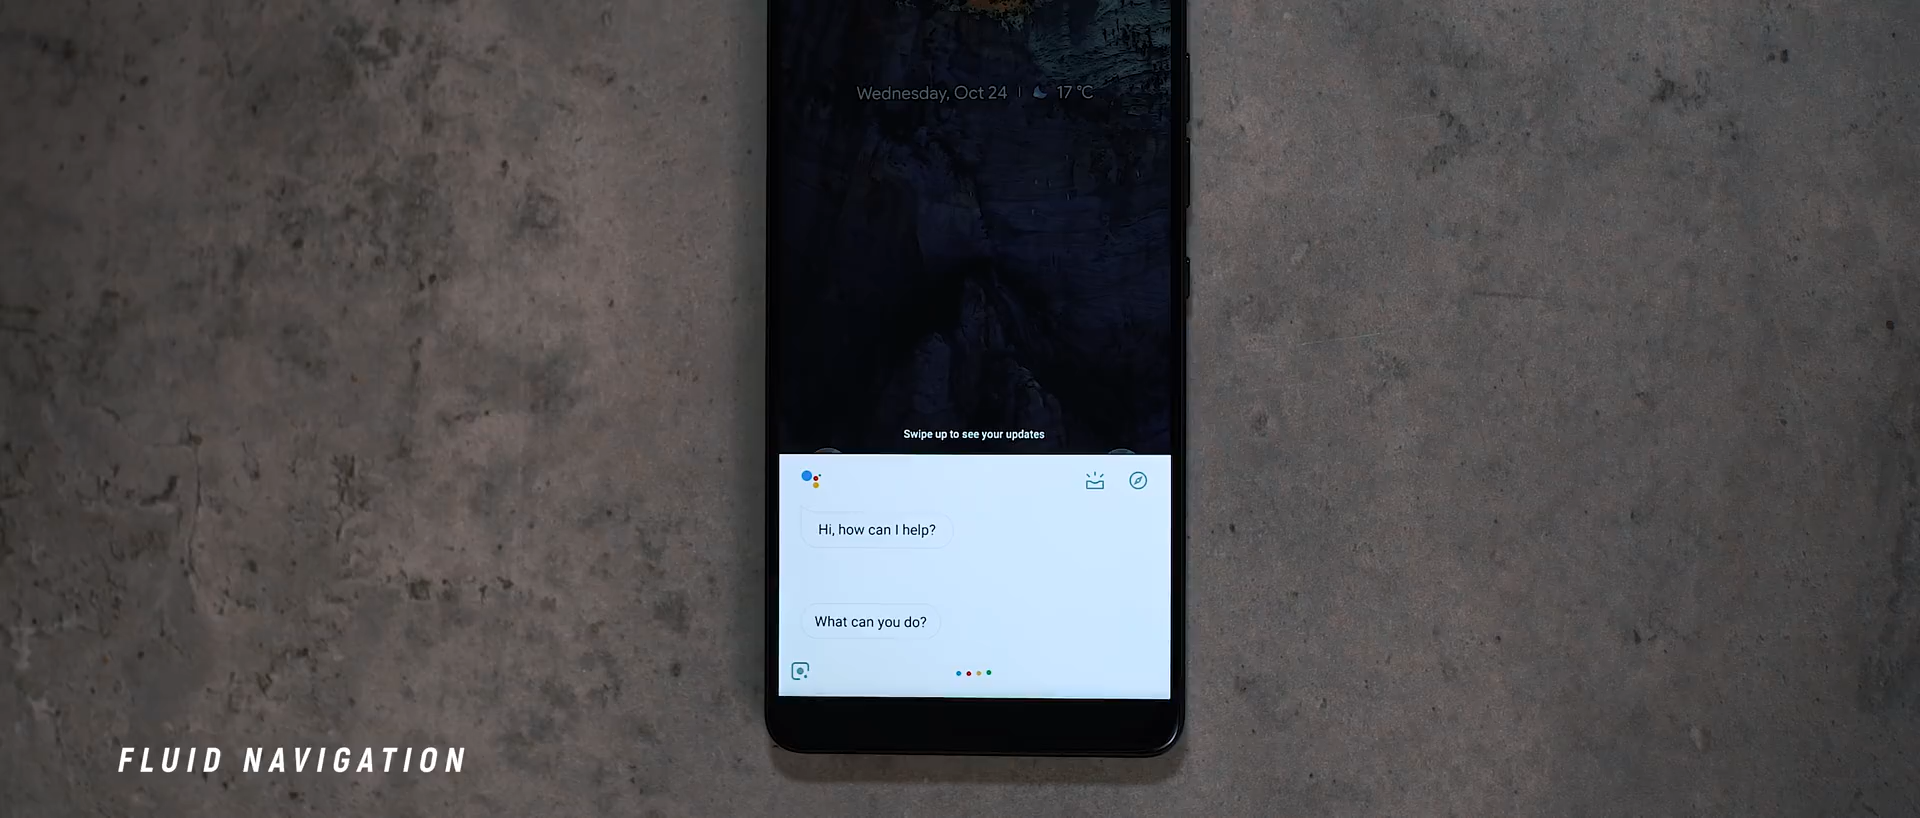 Wednesday, Oct 24 | 17 °C
Swipe up to see your updates
Hi, how can I help?
What can you do?
FLUID NAVIGATION